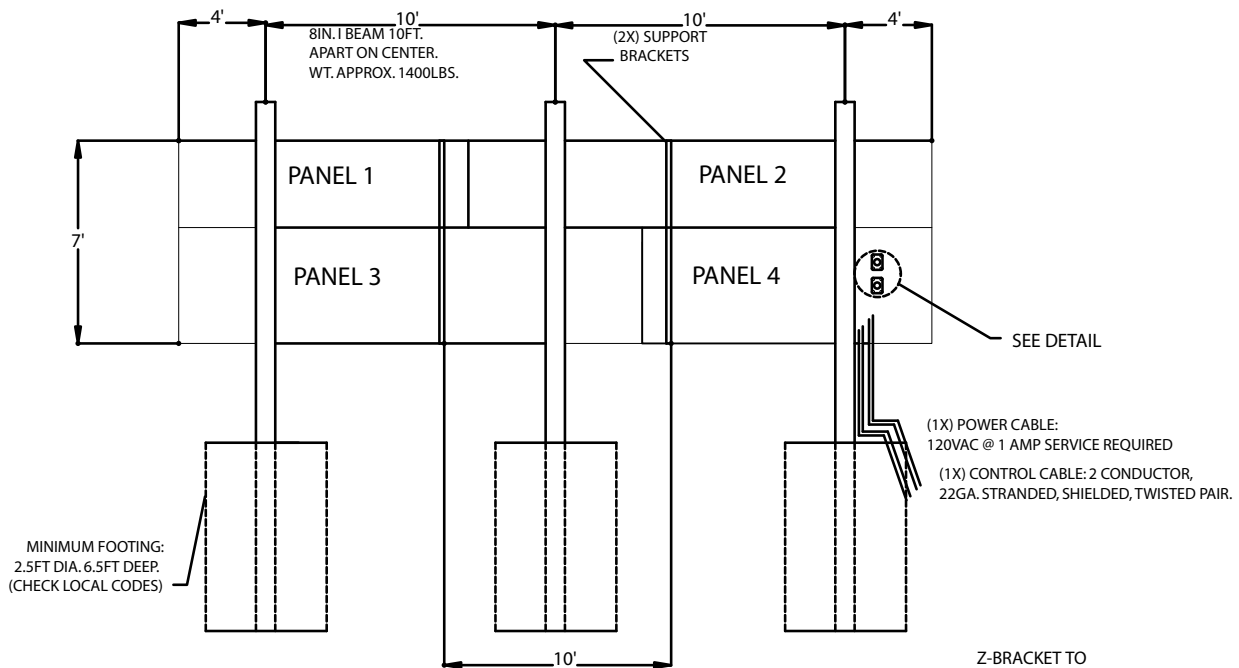 4'
10'
10'
4'
8IN. I BEAM 10FT.
APART ON CENTER.
WT. APPROX. 1400LBS.
(2X) SUPPORT
BRACKETS
PANEL 1
PANEL 2
7'
PANEL 3
PANEL 4
SEE DETAIL
(1X) POWER CABLE:
120VAC @ 1 AMP SERVICE REQUIRED
(1X) CONTROL CABLE: 2 CONDUCTOR,
22GA. STRANDED, SHIELDED, TWISTED PAIR.
MINIMUM FOOTING:
2.5FT DIA. 6.5FT DEEP.
(CHECK LOCAL CODES)
10'
Z-BRACKET TO